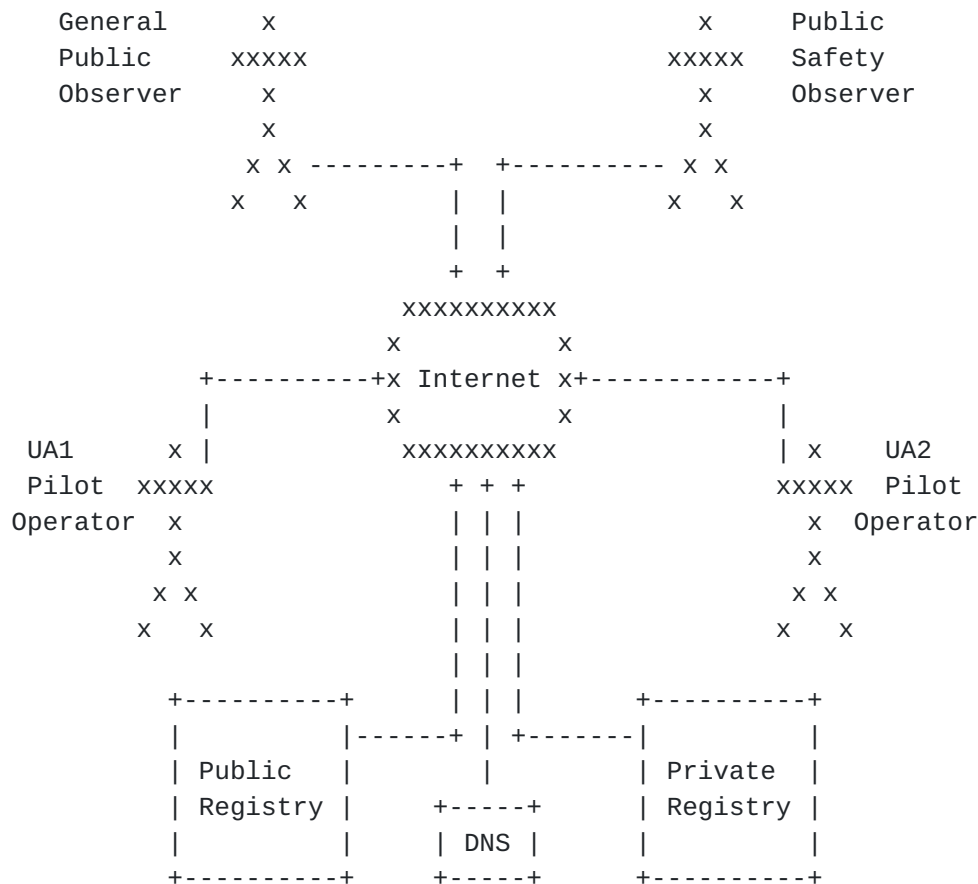 General Public Observer
Public Safety Observer
Internet
UA1 Pilot Operator
UA2 Pilot Operator
Public Registry
DNS
Private Registry